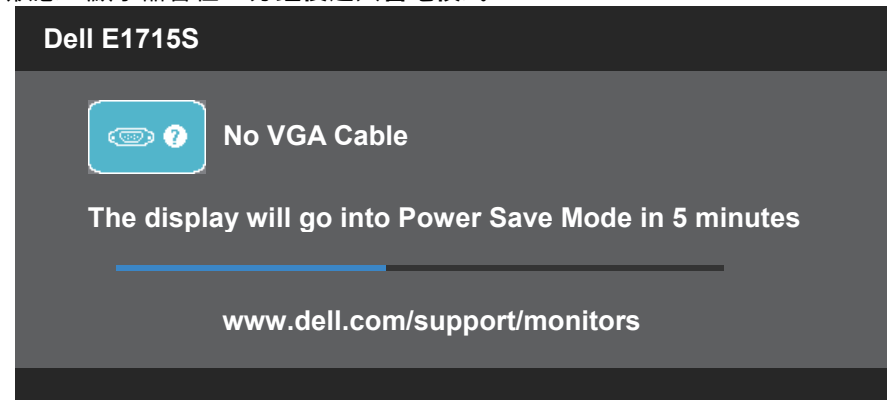 Dell E1715S
No VGA Cable
The display will go into Power Save Mode in 5 minutes
www.dell.com/support/monitors